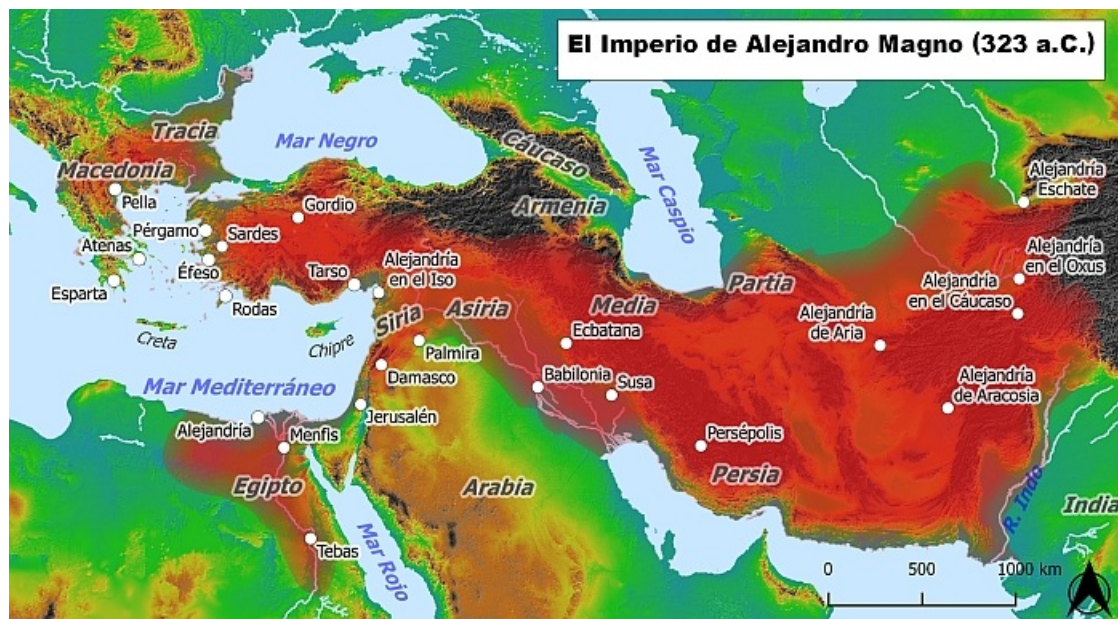 El Imperio de Alejandro Magno (323 a.C.)
Tracia
Mar Negro
Cáucaso
Mar Caspio
Macedonia
Pella
Armenia
Alejandría
Eschate
Gordio
Pérgamo
Sardes
Atenas
Éfeso
Esparta
Rodas
Tarso
Alejandría
en el Iso
Alejandría
en el Oxus
Alejandría
en el Cáucaso
Partia
Media
Asiria
Siria
Alejandría
de Aria
Creta
Chipre
Ecbatana
Palmira
Damasco
Babilonia
Susa
Alejandría
de Aracosia
Mar Mediterráneo
Jerusalén
Alejandría
Menfis
Persépolis
Persia
Egipto
Arabia
R. Indo
India
Tebas
Mar Rojo
0 500 1000 km